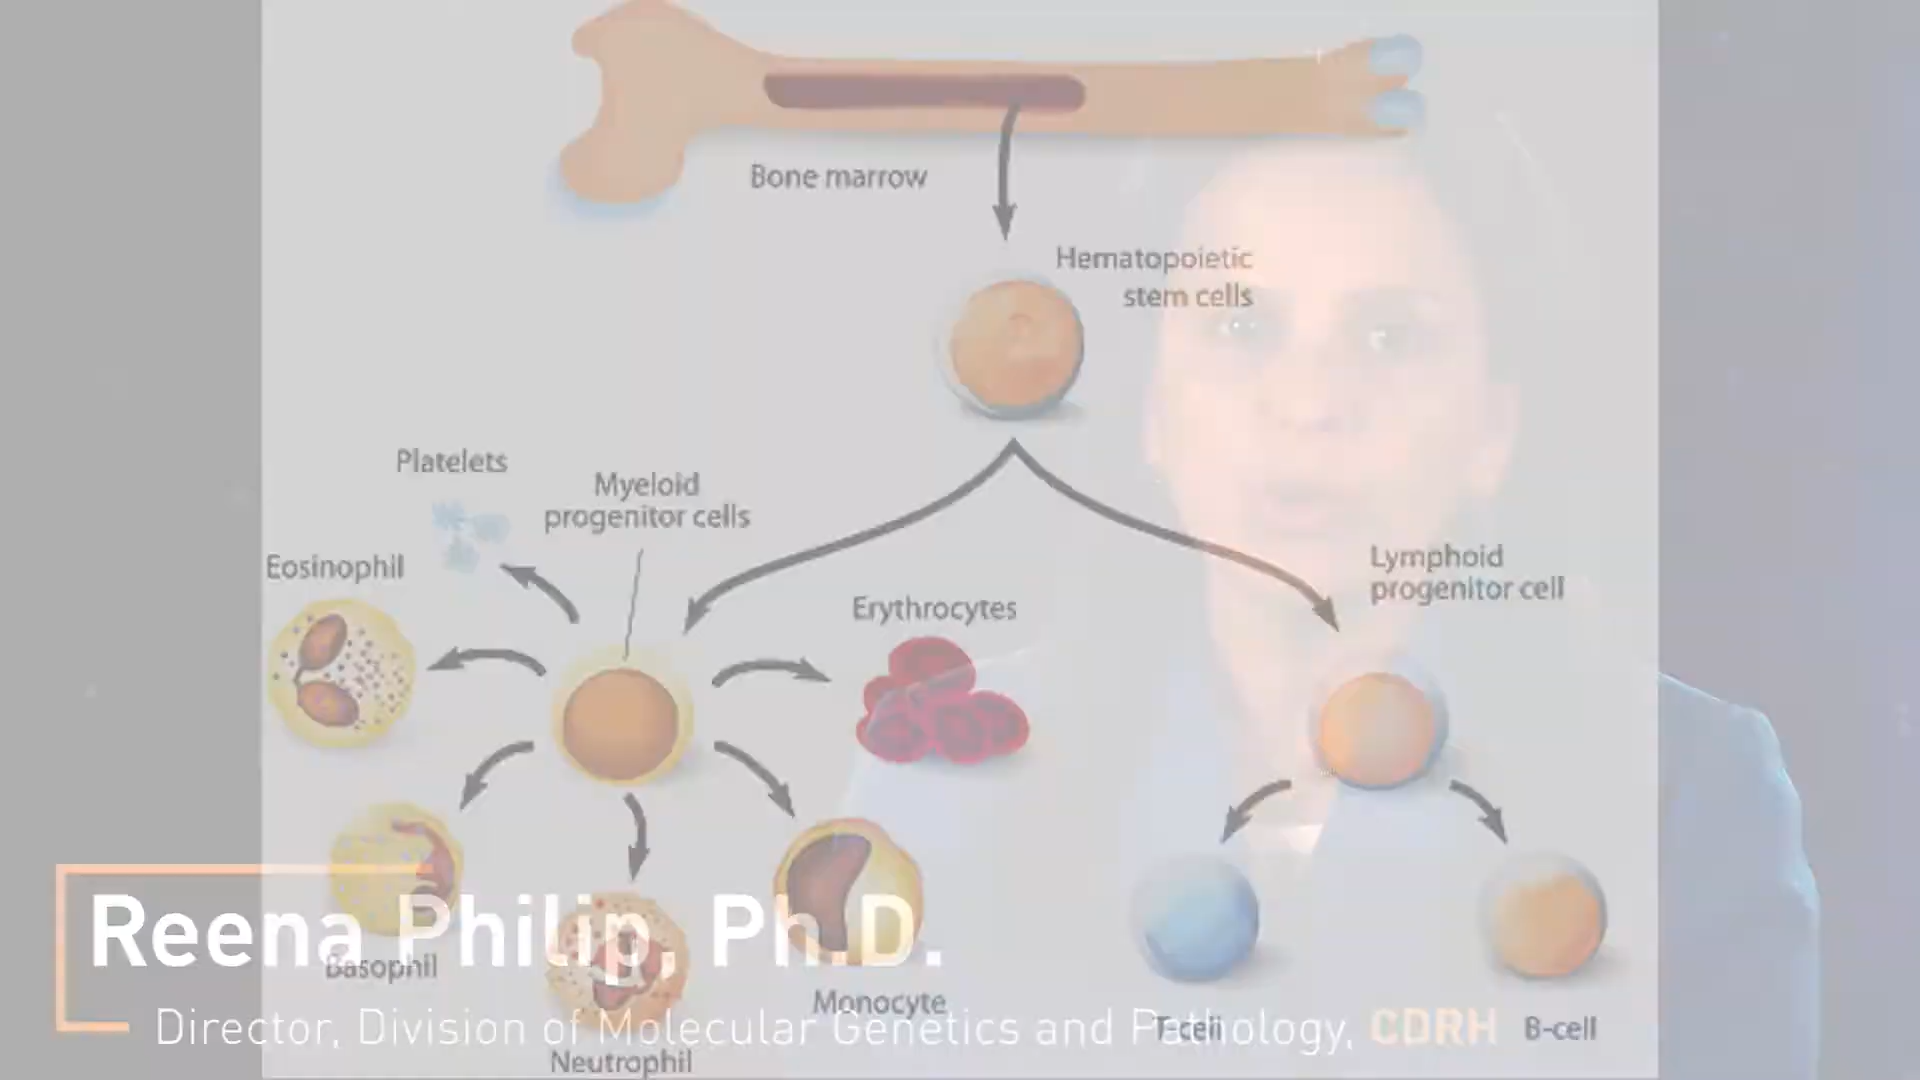 Bone marrow
Hematopoietic
stem cells
Platelets
Myeloid
progenitor cells
Eosinophil
Erythrocytes
Lymphoid
progenitor cell
Reena Philip, Ph.D.
Basophil
Monocyte
Director, Division of Molecular Genetics and Pathology, CDRH
T-cell
B-cell
Neutrophil